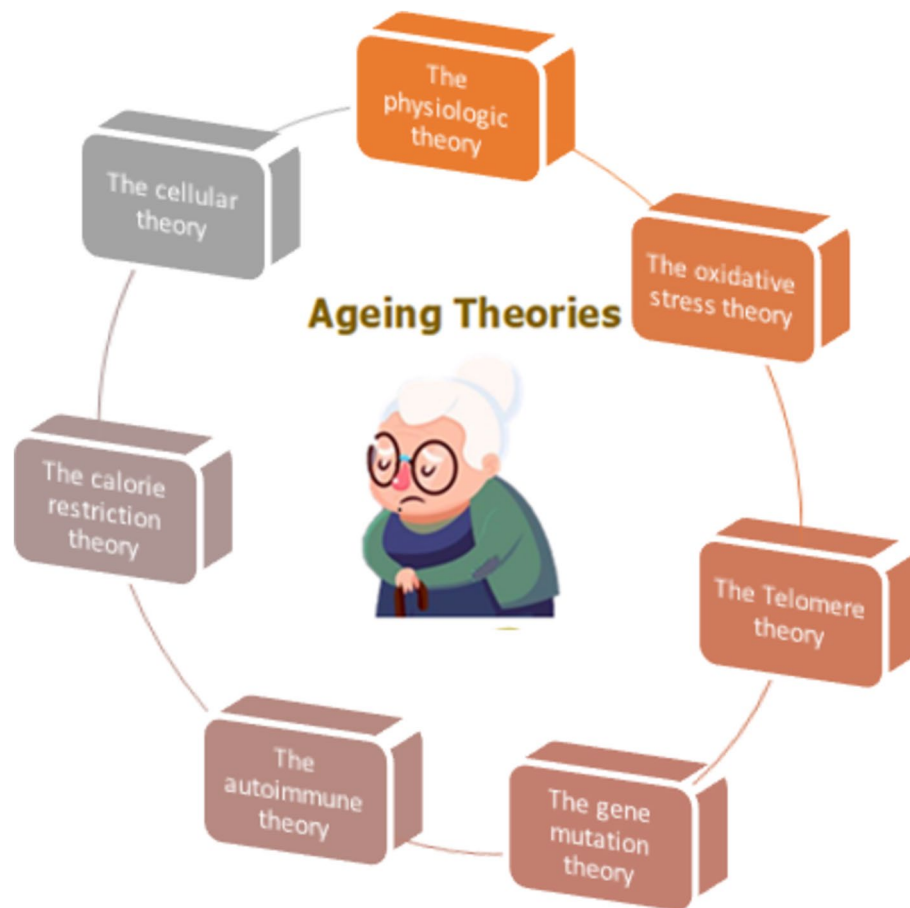 The
physiologic
theory
The oxidative
stress theory
The Telomere
theory
The gene
mutation
theory
The
autoimmune
theory
The calorie
restriction
theory
The cellular
theory
Ageing Theories